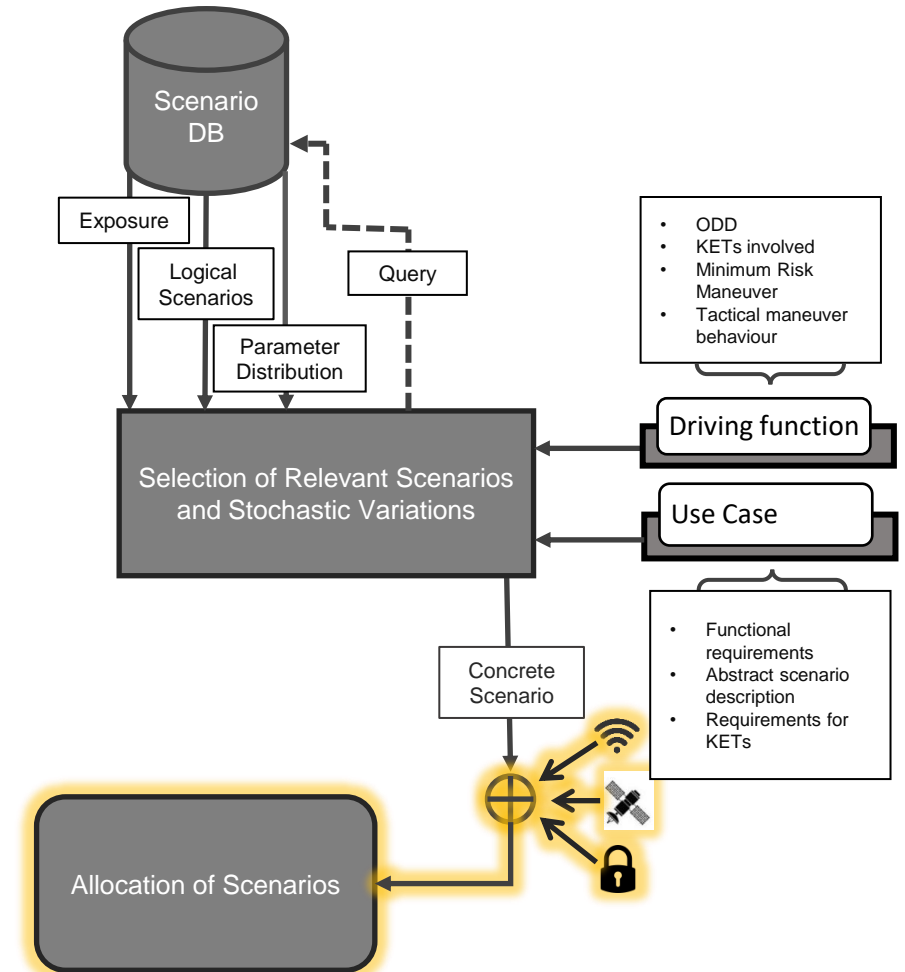 Scenario
DB
Exposure
Logical
Scenarios
Query
Parameter
Distribution
• ODD
• KETs involved
• Minimum Risk
Maneuver
• Tactical maneuver
behaviour
Driving function
Selection of Relevant Scenarios
and Stochastic Variations
Use Case
• Functional
requirements
• Abstract scenario
description
• Requirements for
KETs
Concrete
Scenario
Allocation of Scenarios